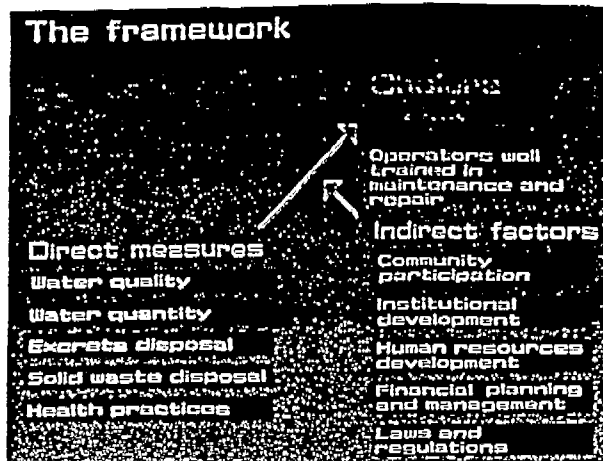 The framework
Operators well
trained in
maintenance and
repair
Direct measures
Water quality
Water quantity
Excreta disposal
Solid waste disposal
Health practices
Indirect factors
Community
participation
Institutional
development
Human resources
development
Financial planning
and management
Laws and
regulations